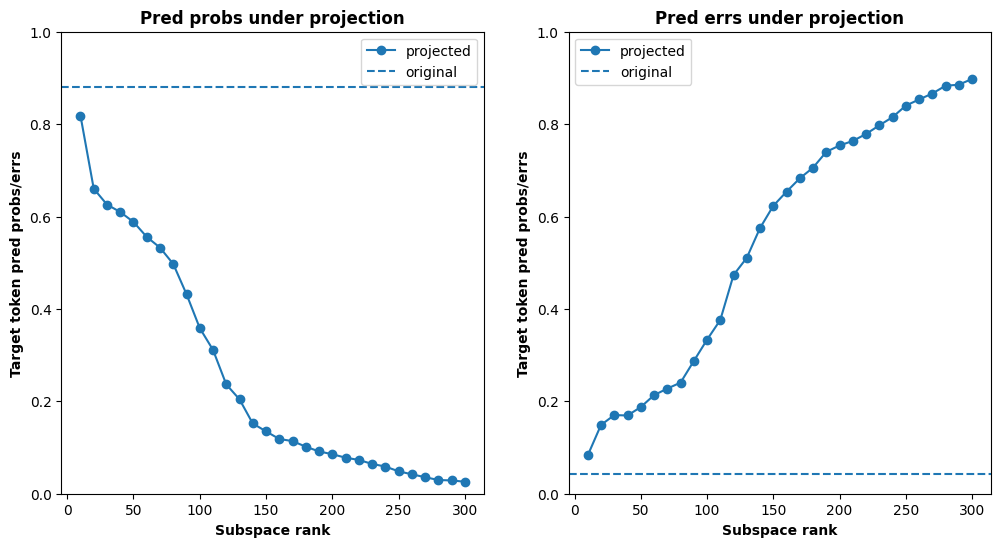 Pred probs under projection
projected
original
1.0
0.8
0.6
0.4
0.2
0.0
Target token pred probs/errs
0
50
100
150
200
250
300
Subspace rank
Pred errs under projection
projected
original
1.0
0.8
0.6
0.4
0.2
0.0
Target token pred probs/errs
0
50
100
150
200
250
300
Subspace rank